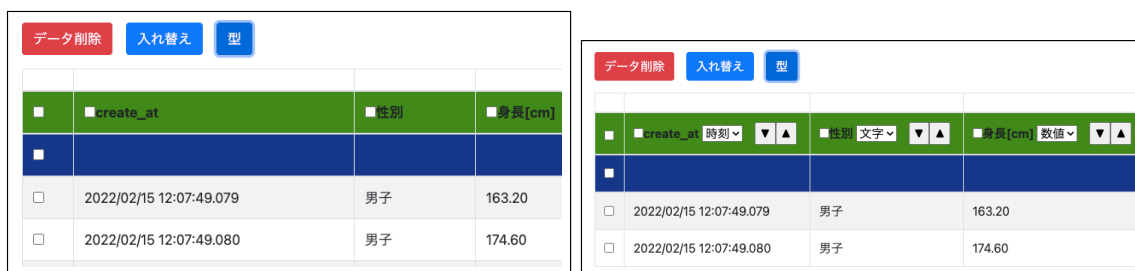 データ削除 入れ替え 型
create_at 性別 身長[cm]
2022/02/15 12:07:49.079 男子 163.20
2022/02/15 12:07:49.080 男子 174.60
データ削除 入れ替え 型
create_at 時刻 ▼ ▲ 性別 文字 ▼ ▲ 身長[cm] 数値 ▼ ▲
2022/02/15 12:07:49.079 男子 163.20
2022/02/15 12:07:49.080 男子 174.60